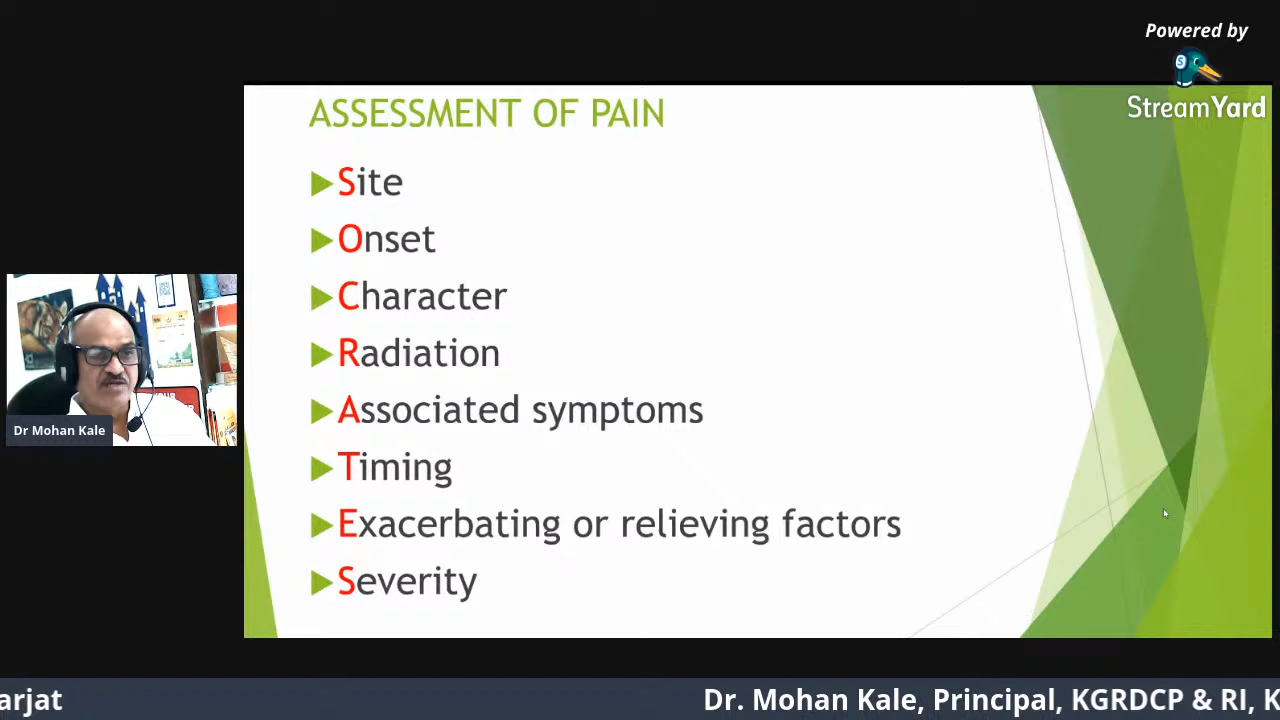 Powered by
StreamYard
ASSESSMENT OF PAIN
Site
Onset
Character
Radiation
Associated symptoms
Timing
Exacerbating or relieving factors
Severity
Dr Mohan Kale
arjat
Dr. Mohan Kale, Principal, KGRDCP & RI, K